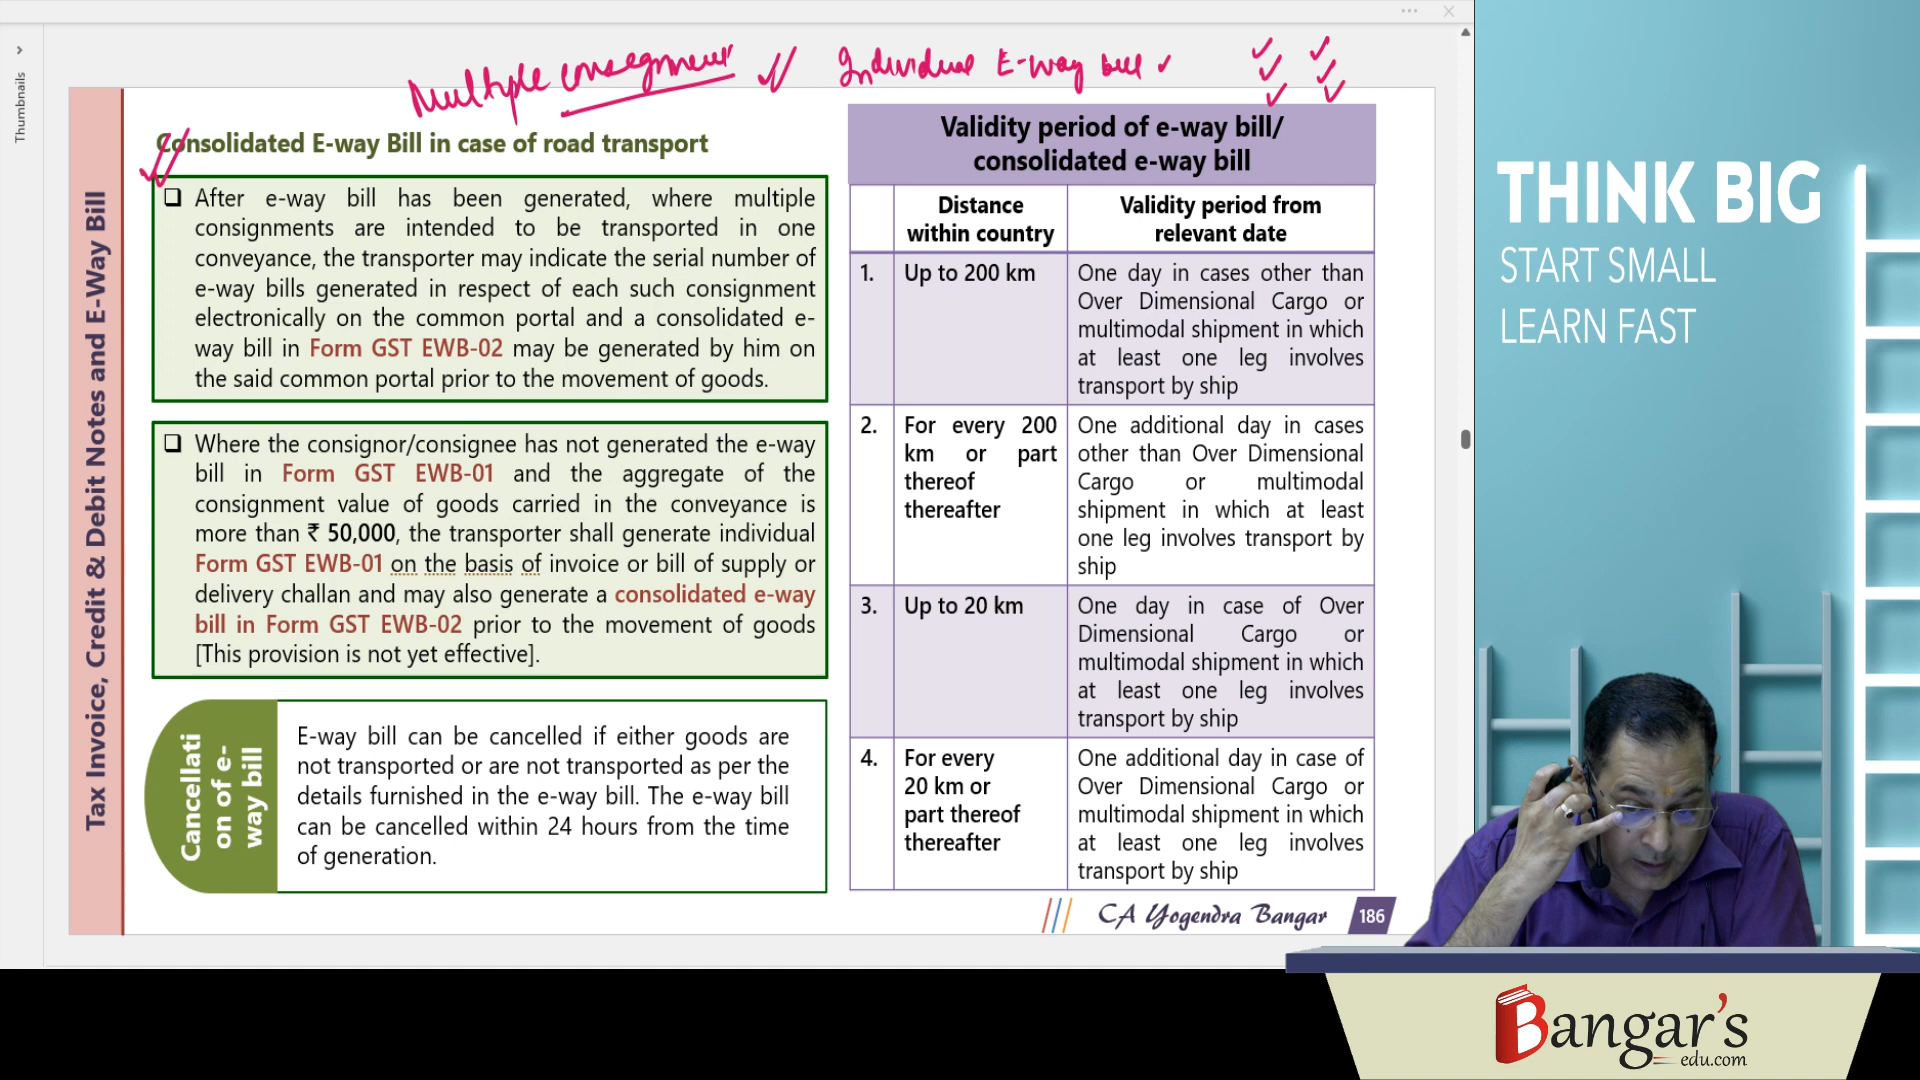 Thumbnails
Multiple consignment
Individual E-way bill
Tax Invoice, Credit & Debit Notes and E-Way Bill
Consolidated E-way Bill in case of road transport
❑ After e-way bill has been generated, where multiple
consignments are intended to be transported in one
conveyance, the transporter may indicate the serial number of
e-way bills generated in respect of each such consignment
electronically on the common portal and a consolidated e-
way bill in Form GST EWB-02 may be generated by him on
the said common portal prior to the movement of goods.
❑ Where the consignor/consignee has not generated the e-way
bill in Form GST EWB-01 and the aggregate of the
consignment value of goods carried in the conveyance is
more than ₹ 50,000, the transporter shall generate individual
Form GST EWB-01 on the basis of invoice or bill of supply or
delivery challan and may also generate a consolidated e-way
bill in Form GST EWB-02 prior to the movement of goods
[This provision is not yet effective].
Cancellati
on of e-
way bill
E-way bill can be cancelled if either goods are
not transported or are not transported as per the
details furnished in the e-way bill. The e-way bill
can be cancelled within 24 hours from the time
of generation.
Validity period of e-way bill/
consolidated e-way bill
Distance
within country
Validity period from
relevant date
1.
Up to 200 km
One day in cases other than
Over Dimensional Cargo or
multimodal shipment in which
at least one leg involves
transport by ship
2.
For every 200
km or part
thereof
thereafter
One additional day in cases
other than Over Dimensional
Cargo or multimodal
shipment in which at least
one leg involves transport by
ship
3.
Up to 20 km
One day in case of Over
Dimensional Cargo or
multimodal shipment in which
at least one leg involves
transport by ship
4.
For every
20 km or
part thereof
thereafter
One additional day in case of
Over Dimensional Cargo or
multimodal shipment in which
at least one leg involves
transport by ship
CA Yogendra Bangar
186
THINK BIG
START SMALL
LEARN FAST
Bangar's
edu.com